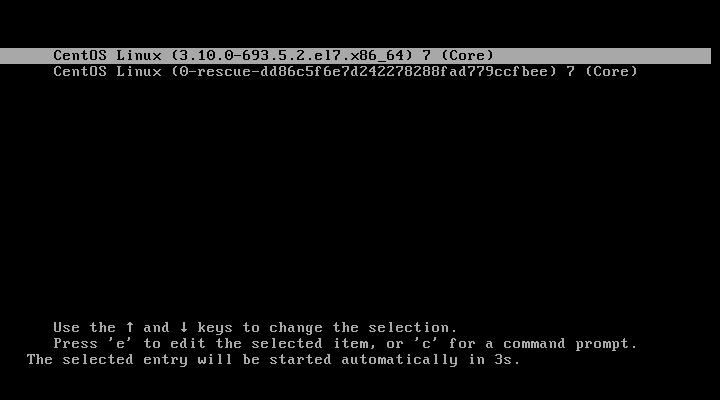 CentOS Linux (3.10.0-693.5.2.el7.x86_64) 7 (Core)
CentOS Linux (0-rescue-dd86c5f6e7d242278288fad779ccfbee) 7 (Core)
Use the ↑ and ↓ keys to change the selection.
Press 'e' to edit the selected item, or 'c' for a command prompt.
The selected entry will be started automatically in 3s.